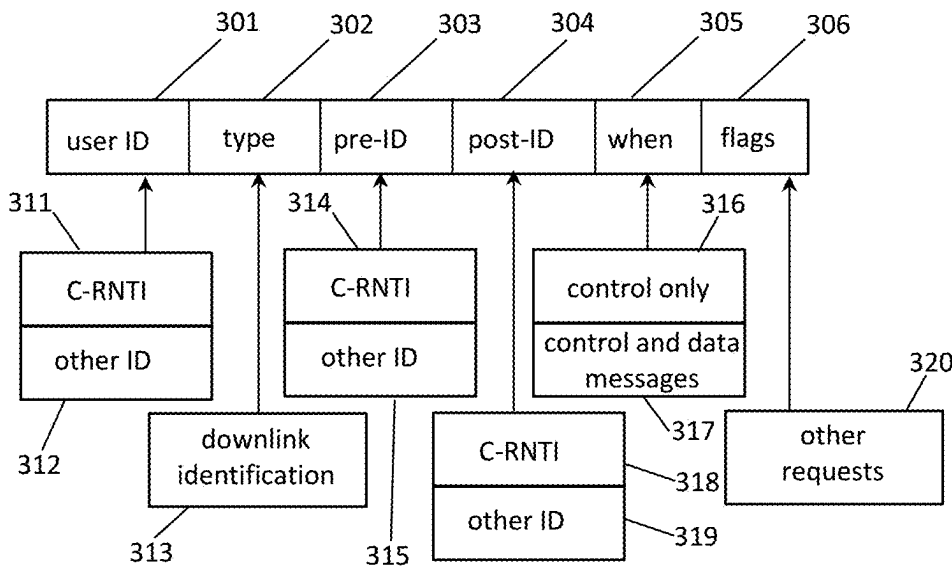 301 302 303 304 305 306
user ID type pre-ID post-ID when flags
311 314 316
C-RNTI C-RNTI control only
other ID other ID control and data
messages
320
312 downlink
identification 315 317 other
requests
313 C-RNTI 318
other ID 319